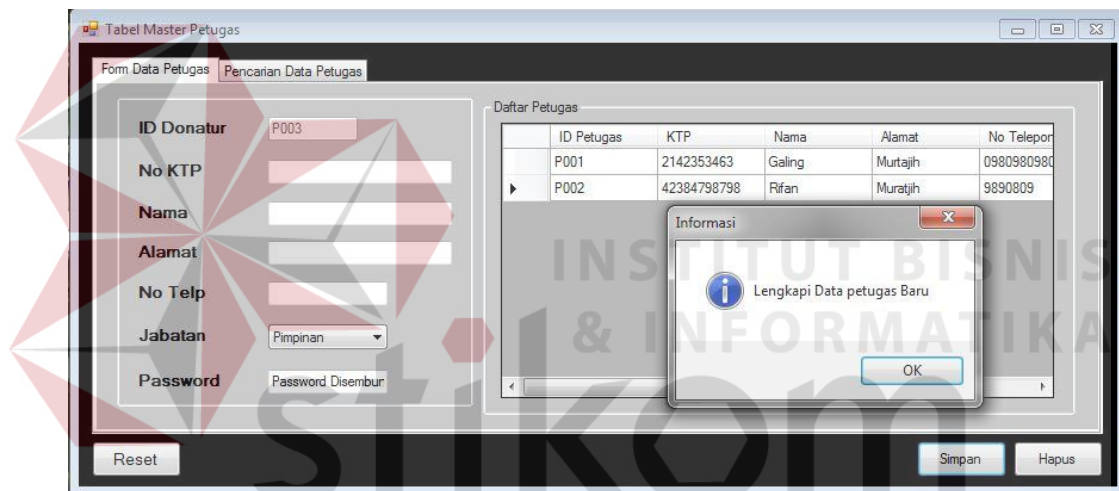 Tabel Master Petugas
Form Data Petugas Pencarian Data Petugas
ID Donatur P003
No KTP
Nama
Alamat
No Telp
Jabatan Pimpinan
Password Password Disembur
Daftar Petugas
ID Petugas KTP Nama Alamat No Telepor
P001 2142353463 Galing Murtajih 0980980980
P002 42384798798 Rifan Muratjih 9890809
Informasi
Lengkapi Data petugas Baru
OK
Reset Simpan Hapus
INSTITUT BISNIS
& INFORMATIKA
stikom